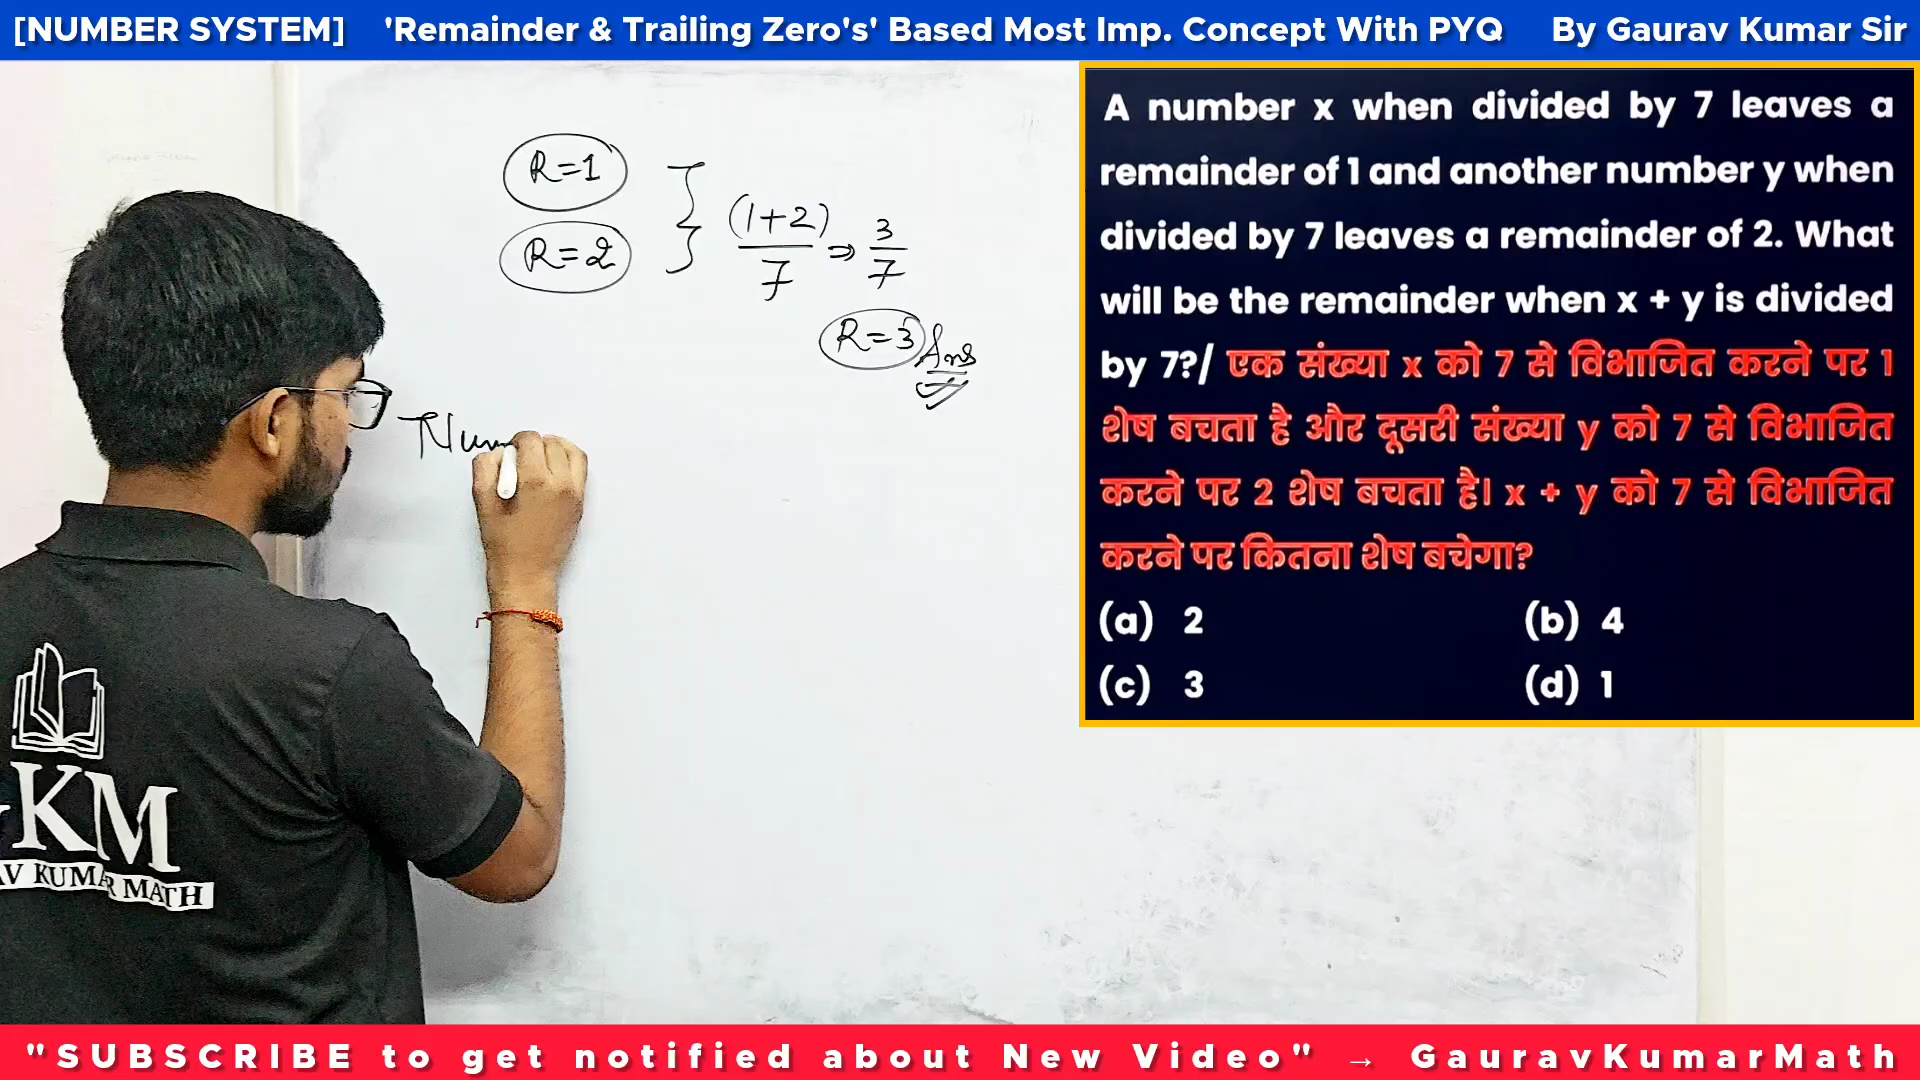 [NUMBER SYSTEM] 'Remainder & Trailing Zero's' Based Most Imp. Concept With PYQ By Gaurav Kumar Sir
R=1
R=2
(1+2)/7 ⇒ 3/7
R=3 Ans
Num
A number x when divided by 7 leaves a
remainder of 1 and another number y when
divided by 7 leaves a remainder of 2. What
will be the remainder when x + y is divided
by 7?/ एक संख्या x को 7 से विभाजित करने पर 1
शेष बचता है और दूसरी संख्या y को 7 से विभाजित
करने पर 2 शेष बचता है। x + y को 7 से विभाजित
करने पर कितना शेष बचेगा?
(a) 2 (b) 4
(c) 3 (d) 1
KM
AV KUMAR MATH
"SUBSCRIBE to get notified about New Video" → GauravKumarMath